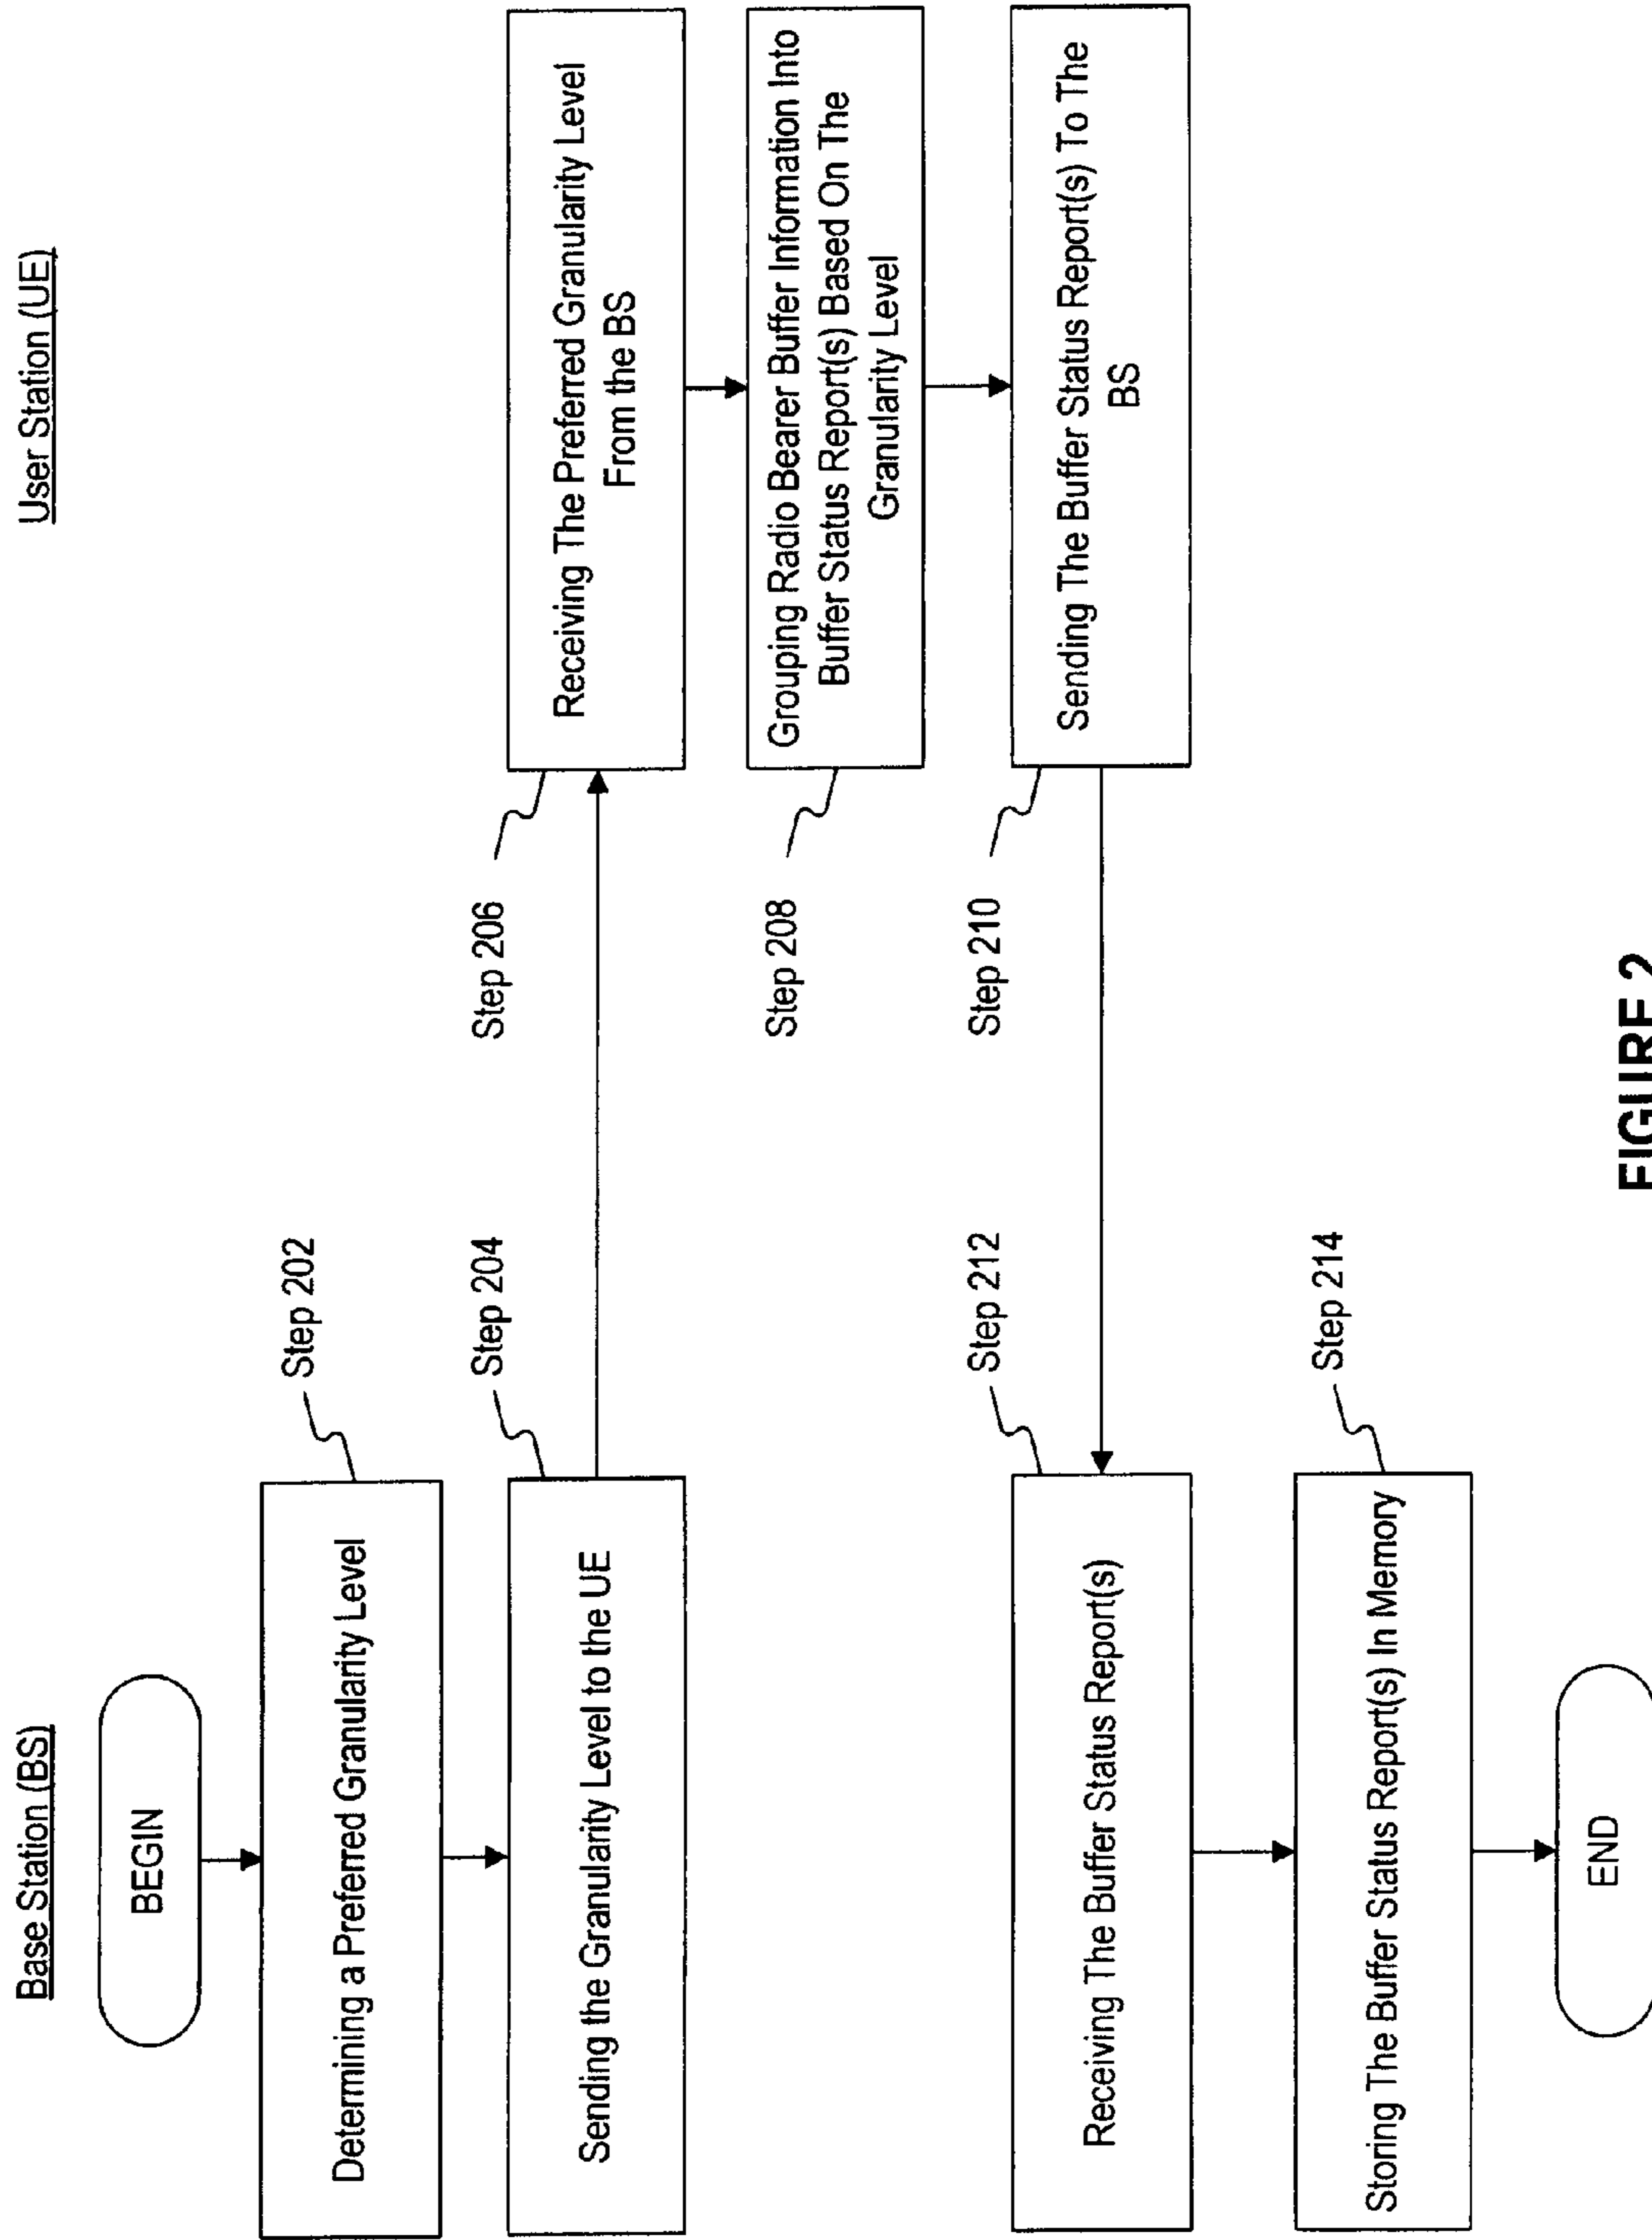 Base Station (BS)
User Station (UE)
BEGIN
Determining a Preferred Granularity Level
Step 202
Sending the Granularity Level to the UE
Step 204
Step 206
Receiving The Preferred Granularity Level
From the BS
Step 208
Grouping Radio Bearer Buffer Information Into
Buffer Status Report(s) Based On The
Granularity Level
Step 210
Sending The Buffer Status Report(s) To The
BS
Receiving The Buffer Status Report(s)
Step 212
Storing The Buffer Status Report(s) In Memory
Step 214
END
FIGURE 2